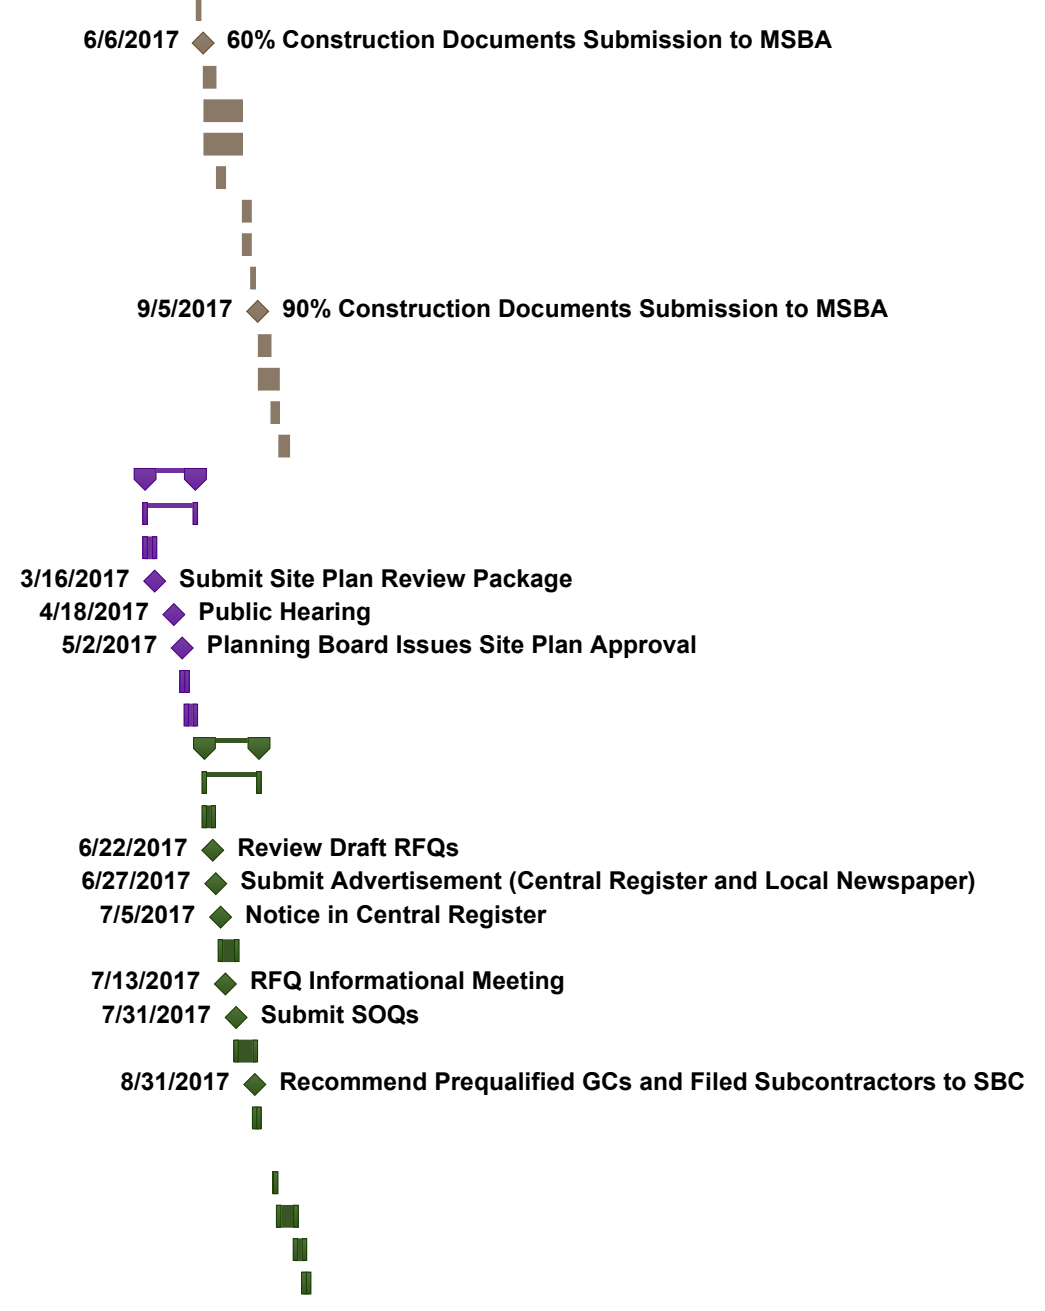 6/6/2017 60% Construction Documents Submission to MSBA
9/5/2017 90% Construction Documents Submission to MSBA
3/16/2017 Submit Site Plan Review Package
4/18/2017 Public Hearing
5/2/2017 Planning Board Issues Site Plan Approval
6/22/2017 Review Draft RFQs
6/27/2017 Submit Advertisement (Central Register and Local Newspaper)
7/5/2017 Notice in Central Register
7/13/2017 RFQ Informational Meeting
7/31/2017 Submit SOQs
8/31/2017 Recommend Prequalified GCs and Filed Subcontractors to SBC